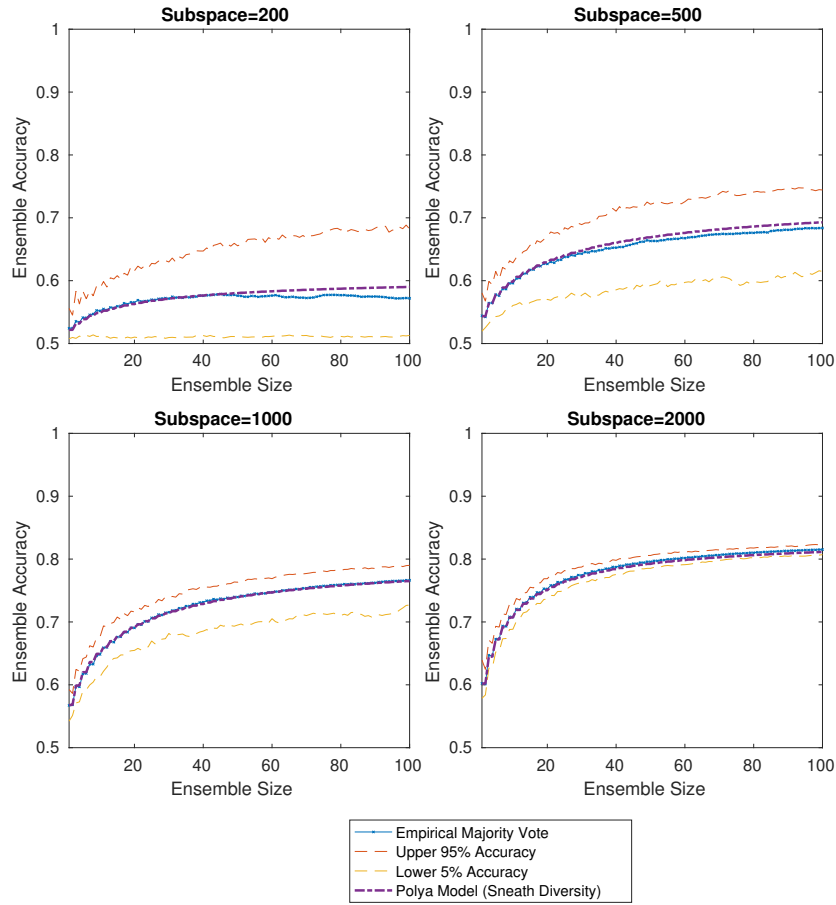 Subspace=200
1
0.9
0.8
0.7
0.6
0.5
Ensemble Accuracy
20 40 60 80 100
Ensemble Size
Subspace=500
1
0.9
0.8
0.7
0.6
0.5
Ensemble Accuracy
20 40 60 80 100
Ensemble Size
Subspace=1000
1
0.9
0.8
0.7
0.6
0.5
Ensemble Accuracy
20 40 60 80 100
Ensemble Size
Subspace=2000
1
0.9
0.8
0.7
0.6
0.5
Ensemble Accuracy
20 40 60 80 100
Ensemble Size
Empirical Majority Vote
Upper 95% Accuracy
Lower 5% Accuracy
Polya Model (Sneath Diversity)